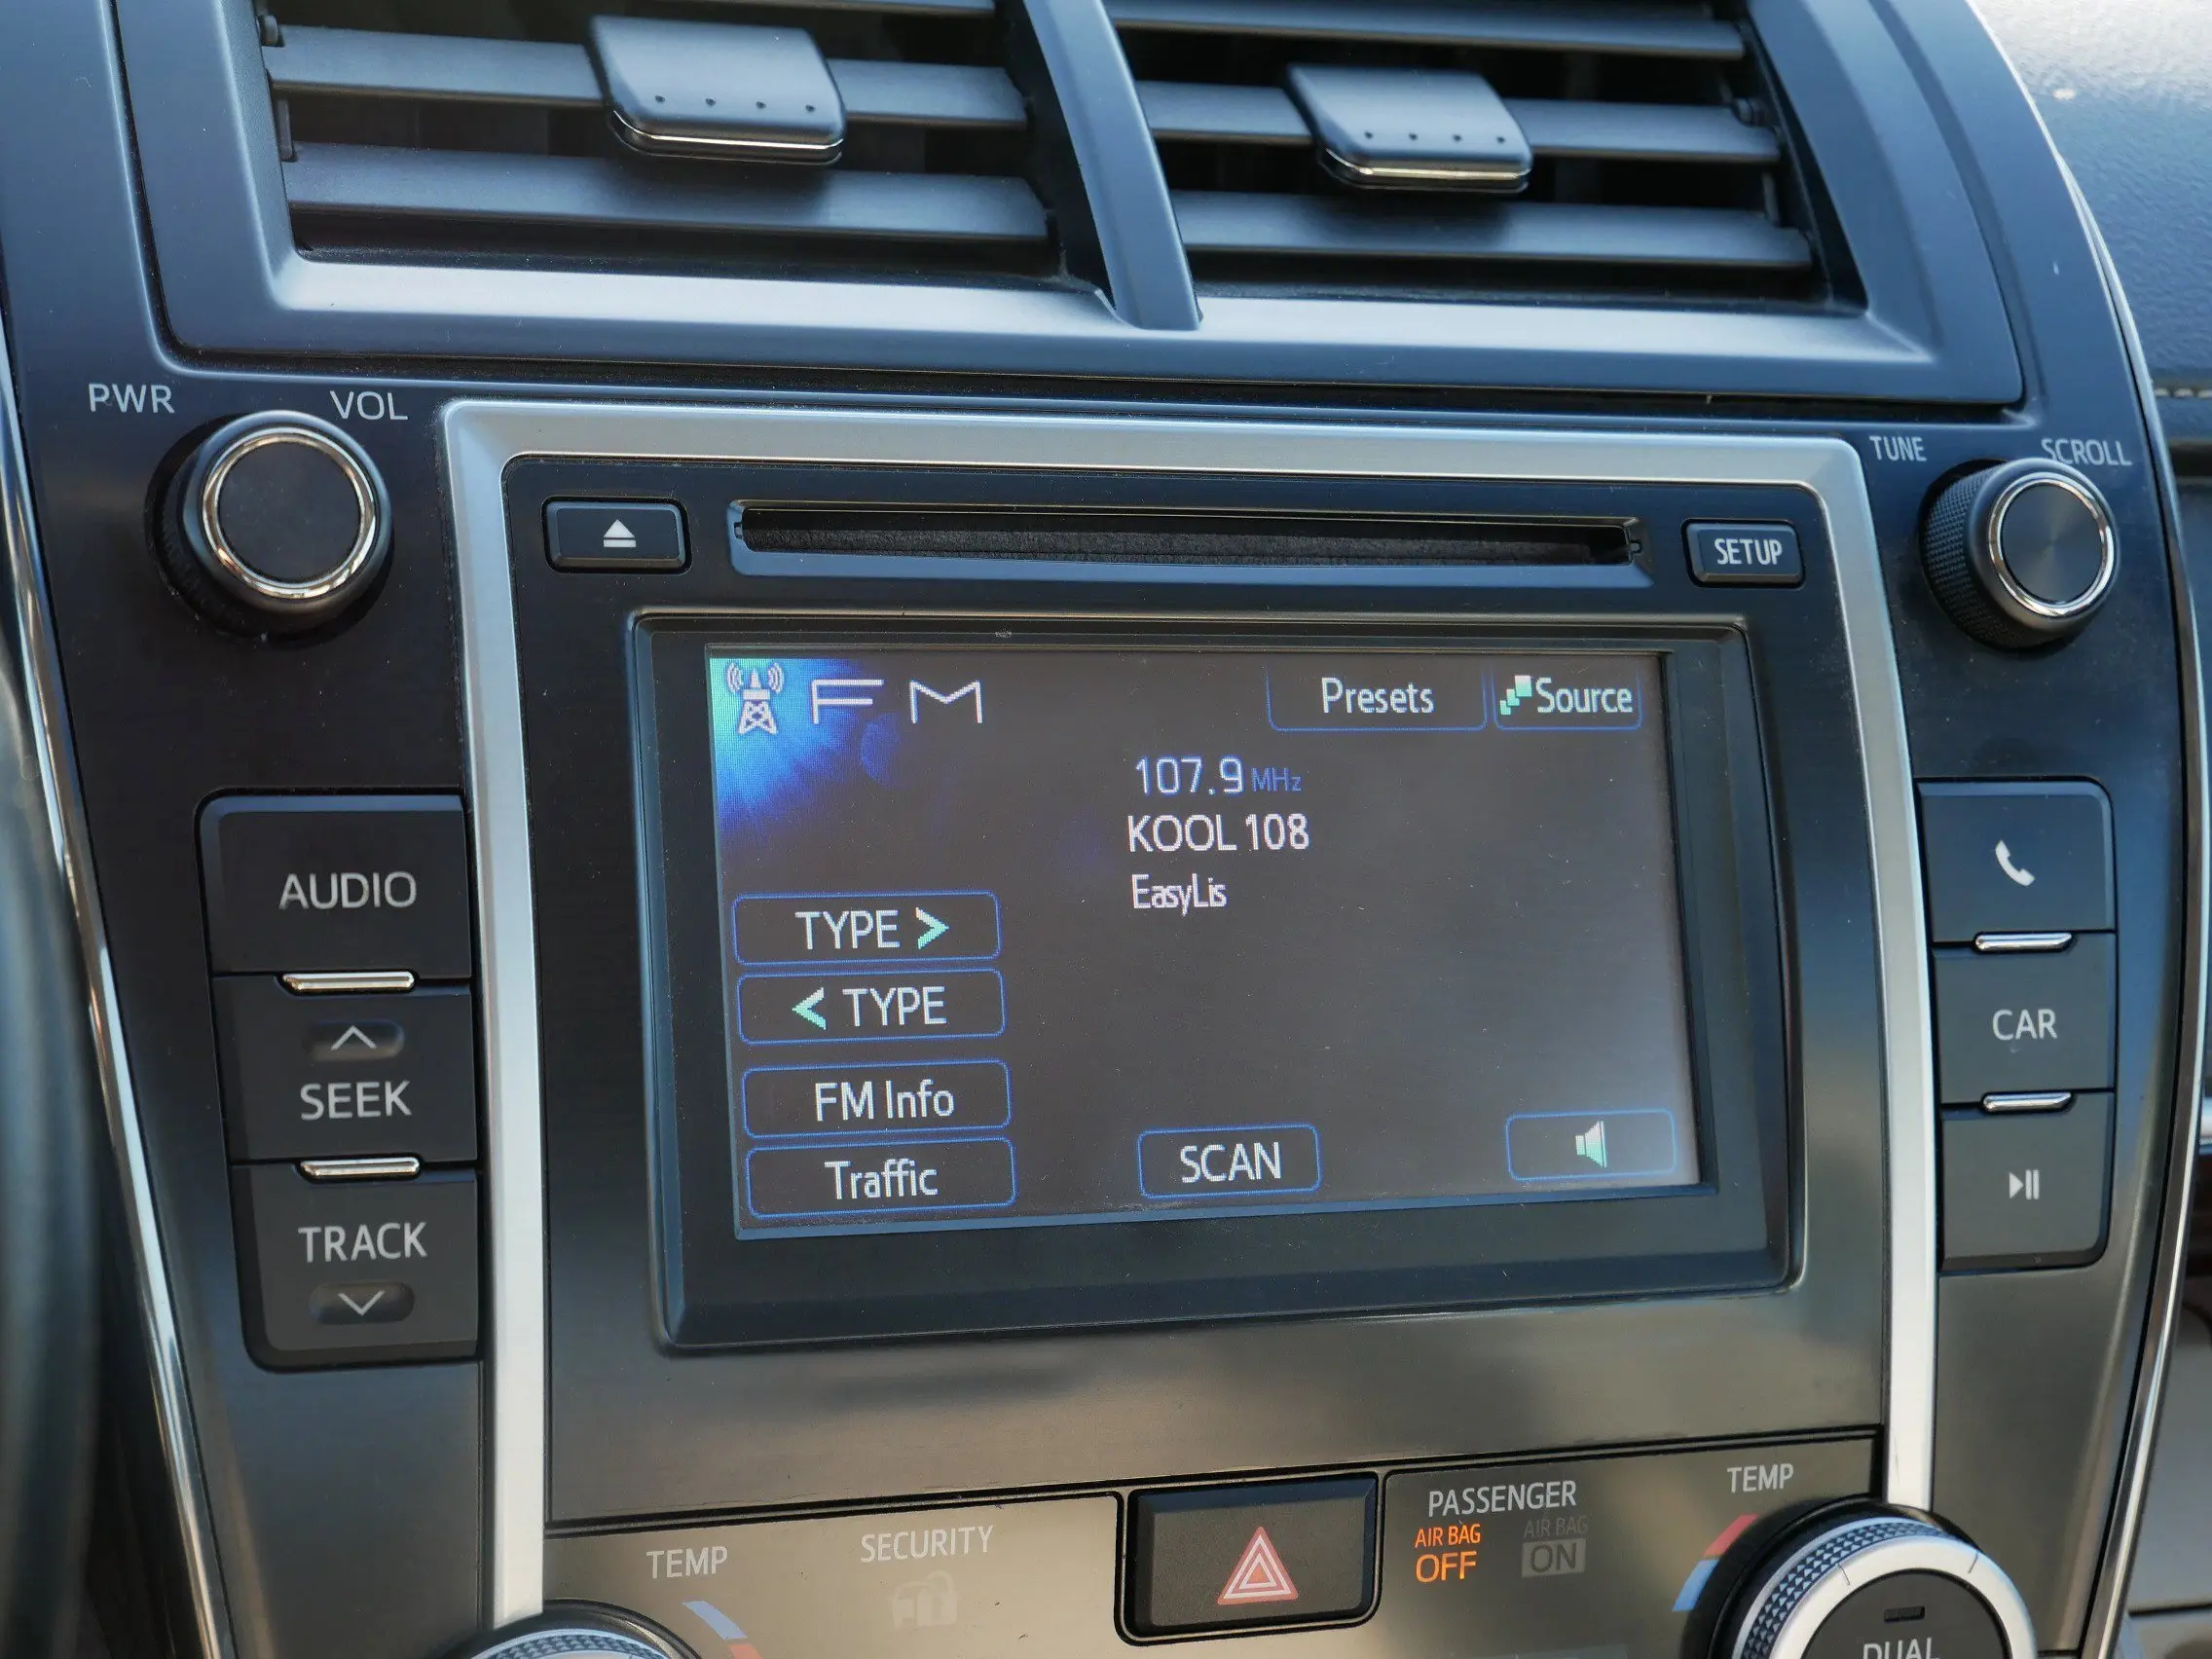 PWR VOL
TUNE SCROLL
SETUP
FM
Presets
Source
107.9 MHz
KOOL 108
EasyLis
TYPE >
< TYPE
FM Info
Traffic
SCAN
AUDIO
SEEK
TRACK
CAR
TEMP
SECURITY
PASSENGER
AIR BAG OFF
AIR BAG ON
TEMP
DUAL